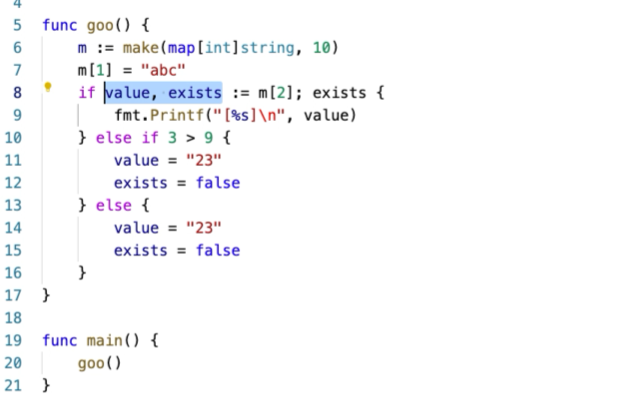 4
5 func goo() {
6     m := make(map[int]string, 10)
7     m[1] = "abc"
8     if value, exists := m[2]; exists {
9         fmt.Printf("[%s]\n", value)
10     } else if 3 > 9 {
11         value = "23"
12         exists = false
13     } else {
14         value = "23"
15         exists = false
16     }
17 }
18
19 func main() {
20     goo()
21 }